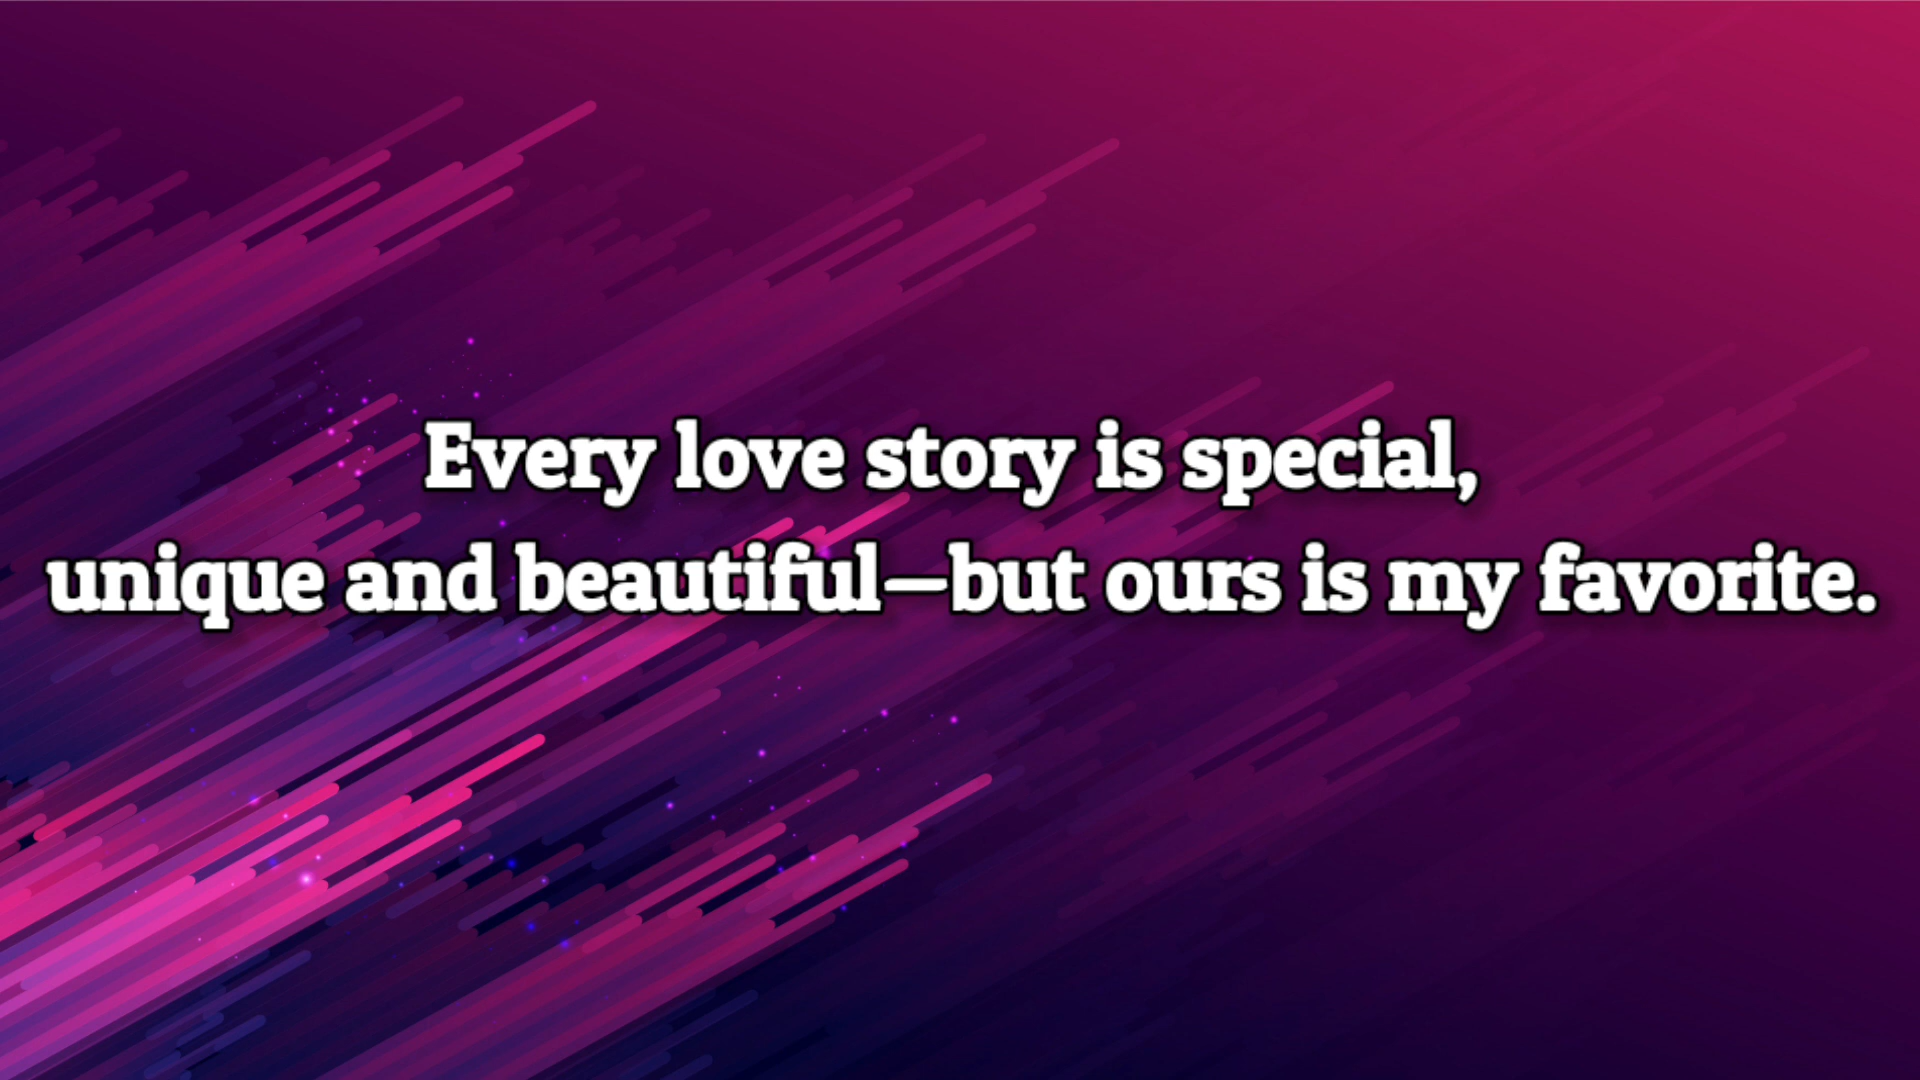 Every love story is special,
unique and beautiful—but ours is my favorite.